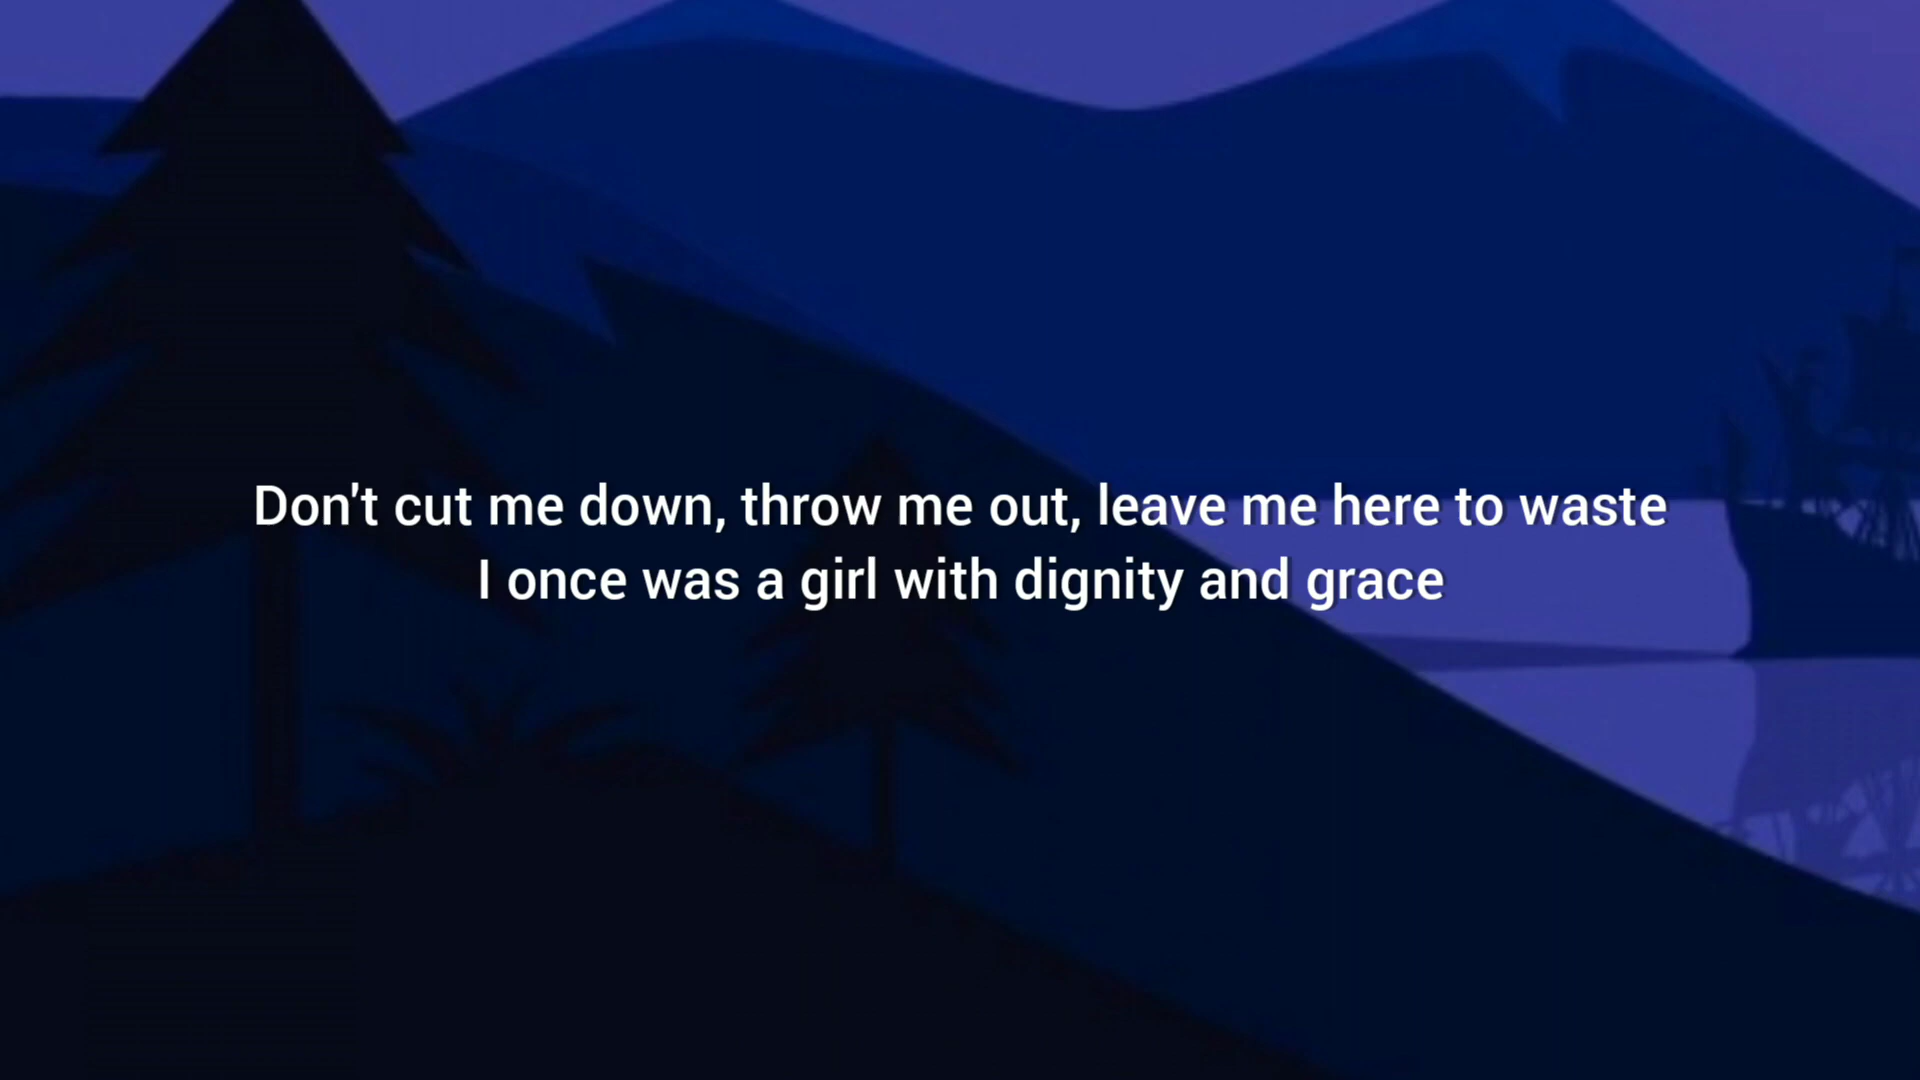 Don't cut me down, throw me out, leave me here to waste
I once was a girl with dignity and grace